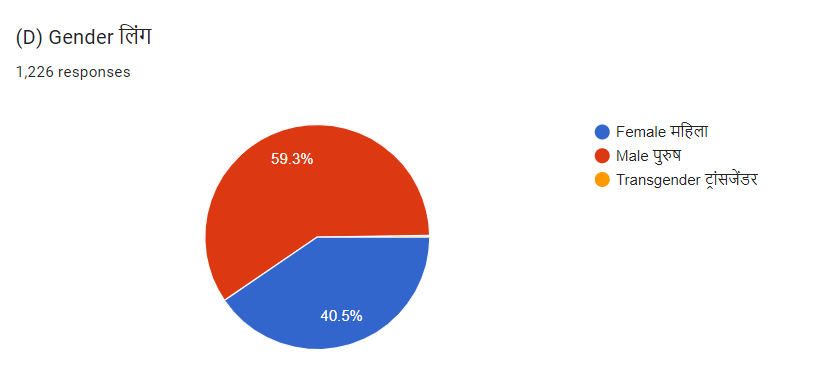 (D) Gender लिंग
1,226 responses
59.3%
40.5%
Female महिला
Male पुरुष
Transgender ट्रांसजेंडर